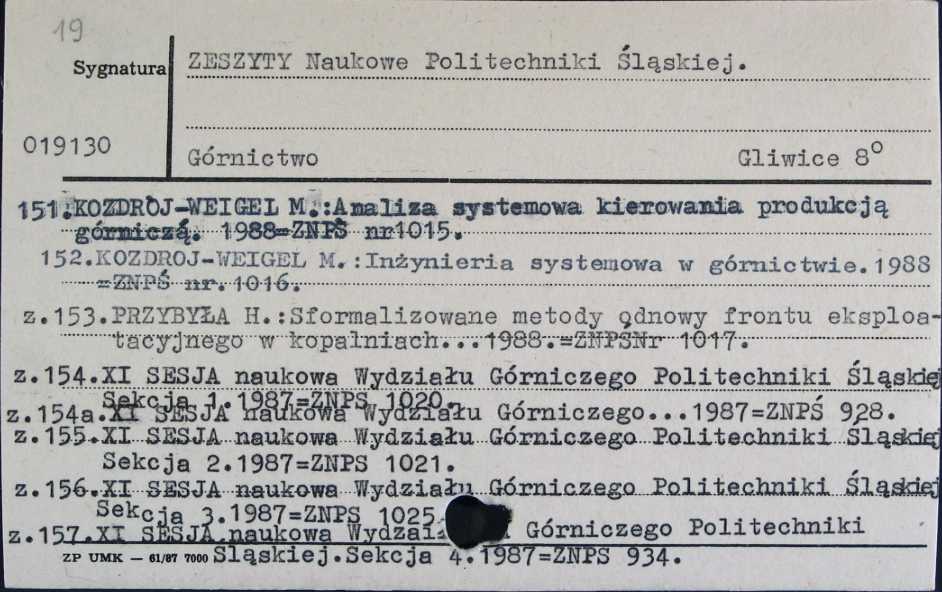 19
Sygnatura
ZESZYTY Naukowe Politechniki Śląskiej.
019130
Górnictwo Gliwice 8°
151.KOZDRÓJ-WEIGEL M.:Analiza systemowa kierowania produkcją
górniczą. 1988=ZNPŚ nr1015.
152.KOZDROJ-WEIGEL M.:Inżynieria systemowa w górnictwie.1988
=ZNPŚ nr.1016.
z.153.PRZYBYŁA H.:Sformalizowane metody odnowy frontu eksploa-
tacyjnego w kopalniach...1988.=ZNPSNr 1017.
z.154.XI SESJA naukowa Wydziału Górniczego Politechniki Śląskiej
Sekcja 1.1987=ZNPS 1020.
z.154a.XI SESJA naukowa Wydziału Górniczego...1987=ZNPŚ 928.
z.155.XI SESJA naukowa Wydziału Górniczego Politechniki Śląskiej
Sekcja 2.1987=ZNPS 1021.
z.156.XI SESJA naukowa Wydziału Górniczego Politechniki Śląskiej
Sekcja 3.1987=ZNPS 1025.
z.157.XI SESJA naukowa Górniczego Politechniki
Śląskiej.Sekcja 4.1987=ZNPS 934.
ZP UMK — 61/87 7000